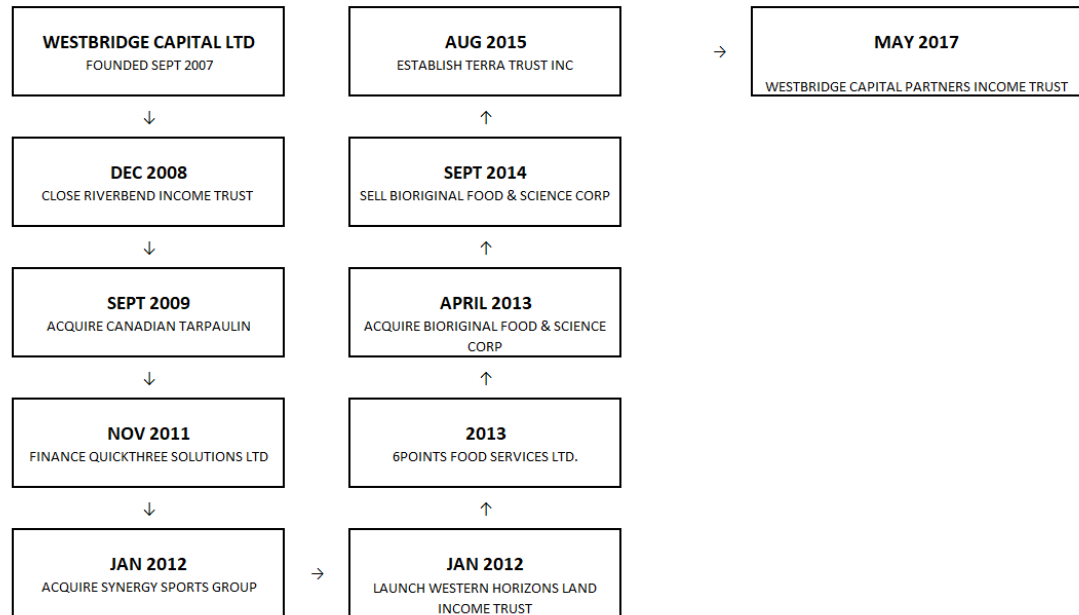 WESTBRIDGE CAPITAL LTD
FOUNDED SEPT 2007
↓
DEC 2008
CLOSE RIVERBEND INCOME TRUST
↓
SEPT 2009
ACQUIRE CANADIAN TARPAULIN
↓
NOV 2011
FINANCE QUICKTHREE SOLUTIONS LTD
↓
JAN 2012
ACQUIRE SYNERGY SPORTS GROUP
→
JAN 2012
LAUNCH WESTERN HORIZONS LAND
INCOME TRUST
↑
2013
6POINTS FOOD SERVICES LTD.
↑
APRIL 2013
ACQUIRE BIORIGINAL FOOD & SCIENCE
CORP
↑
SEPT 2014
SELL BIORIGINAL FOOD & SCIENCE CORP
↑
AUG 2015
ESTABLISH TERRA TRUST INC
→
MAY 2017
WESTBRIDGE CAPITAL PARTNERS INCOME TRUST